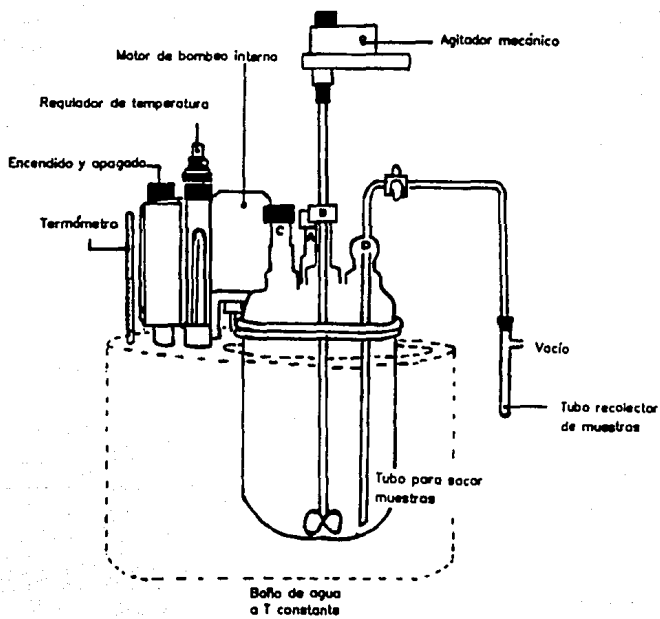 Agitador mecánico
Motor de bombeo interno
Regulador de temperatura
Encendido y apagado
Termómetro
C
A
B
D
Vacío
Tubo recolector
de muestras
Tubo para sacar
muestras
Baño de agua
a T constante